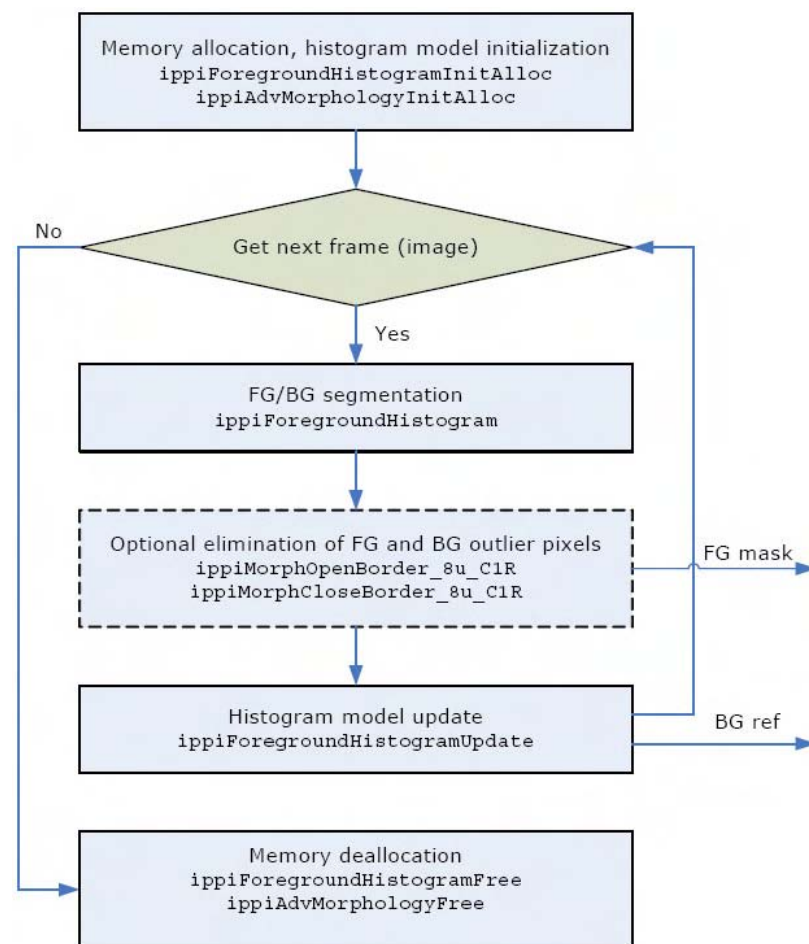 Memory allocation, histogram model initialization
ippiForegroundHistogramInitAlloc
ippiAdvMorphologyInitAlloc
No
Get next frame (image)
Yes
FG/BG segmentation
ippiForegroundHistogram
Optional elimination of FG and BG outlier pixels
ippiMorphOpenBorder_8u_C1R
ippiMorphCloseBorder_8u_C1R
FG mask
Histogram model update
ippiForegroundHistogramUpdate
BG ref
Memory deallocation
ippiForegroundHistogramFree
ippiAdvMorphologyFree